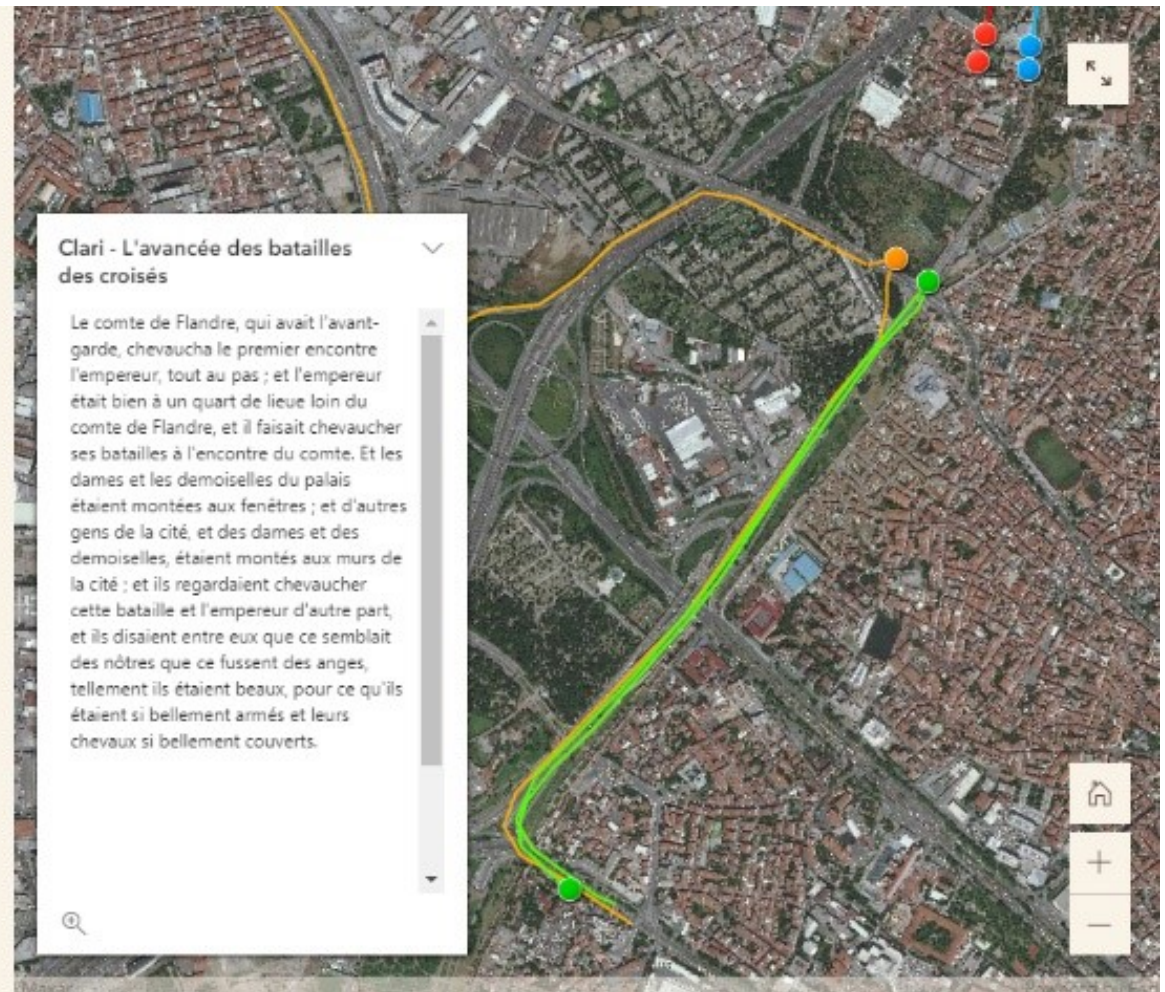 Clari - L'avancée des batailles
des croisés
Le comte de Flandre, qui avait l'avant-
garde, chevaucha le premier encontre
l'empereur, tout au pas ; et l'empereur
était bien à un quart de lieue loin du
comte de Flandre, et il faisait chevaucher
ses batailles à l'encontre du comte. Et les
dames et les demoiselles du palais
étaient montées aux fenêtres ; et d'autres
gens de la cité, et des dames et des
demoiselles, étaient montés aux murs de
la cité ; et ils regardaient chevaucher
cette bataille et l'empereur d'autre part,
et ils disaient entre eux que ce semblait
des nôtres que ce fussent des anges,
tellement ils étaient beaux, pour ce qu'ils
étaient si bellement armés et leurs
chevaux si bellement couverts.